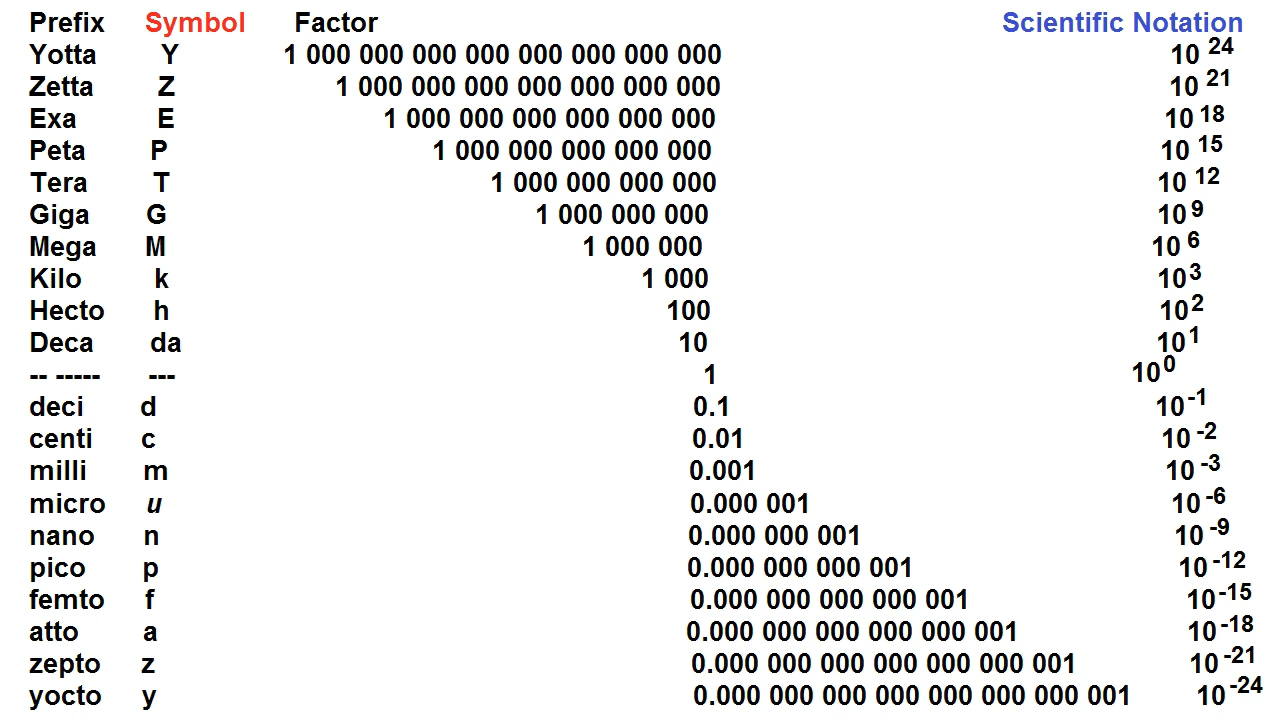 Prefix Symbol Factor Scientific Notation
Yotta Y 1 000 000 000 000 000 000 000 000 10 24
Zetta Z 1 000 000 000 000 000 000 000 10 21
Exa E 1 000 000 000 000 000 000 10 18
Peta P 1 000 000 000 000 000 10 15
Tera T 1 000 000 000 000 10 12
Giga G 1 000 000 000 10 9
Mega M 1 000 000 10 6
Kilo k 1 000 10 3
Hecto h 100 10 2
Deca da 10 10 1
-- ----- --- 1 10 0
deci d 0.1 10 -1
centi c 0.01 10 -2
milli m 0.001 10 -3
micro u 0.000 001 10 -6
nano n 0.000 000 001 10 -9
pico p 0.000 000 000 001 10 -12
femto f 0.000 000 000 000 001 10 -15
atto a 0.000 000 000 000 000 001 10 -18
zepto z 0.000 000 000 000 000 000 001 10 -21
yocto y 0.000 000 000 000 000 000 000 001 10 -24